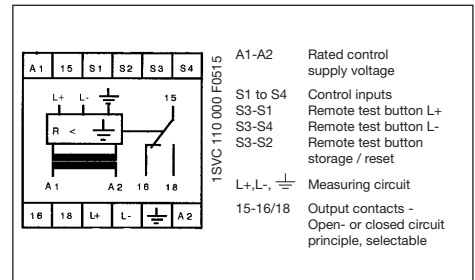 A1 15 S1 S2 S3 S4
L+ L- 15
R <
A1 A2 16 18
16 18 L+ L- A2
1SVC 110 000 F0515
A1-A2 Rated control
supply voltage
S1 to S4 Control inputs
S3-S1 Remote test button L+
S3-S4 Remote test button L-
S3-S2 Remote test button
storage / reset
L+,L-, Measuring circuit
15-16/18 Output contacts -
Open- or closed circuit
principle, selectable